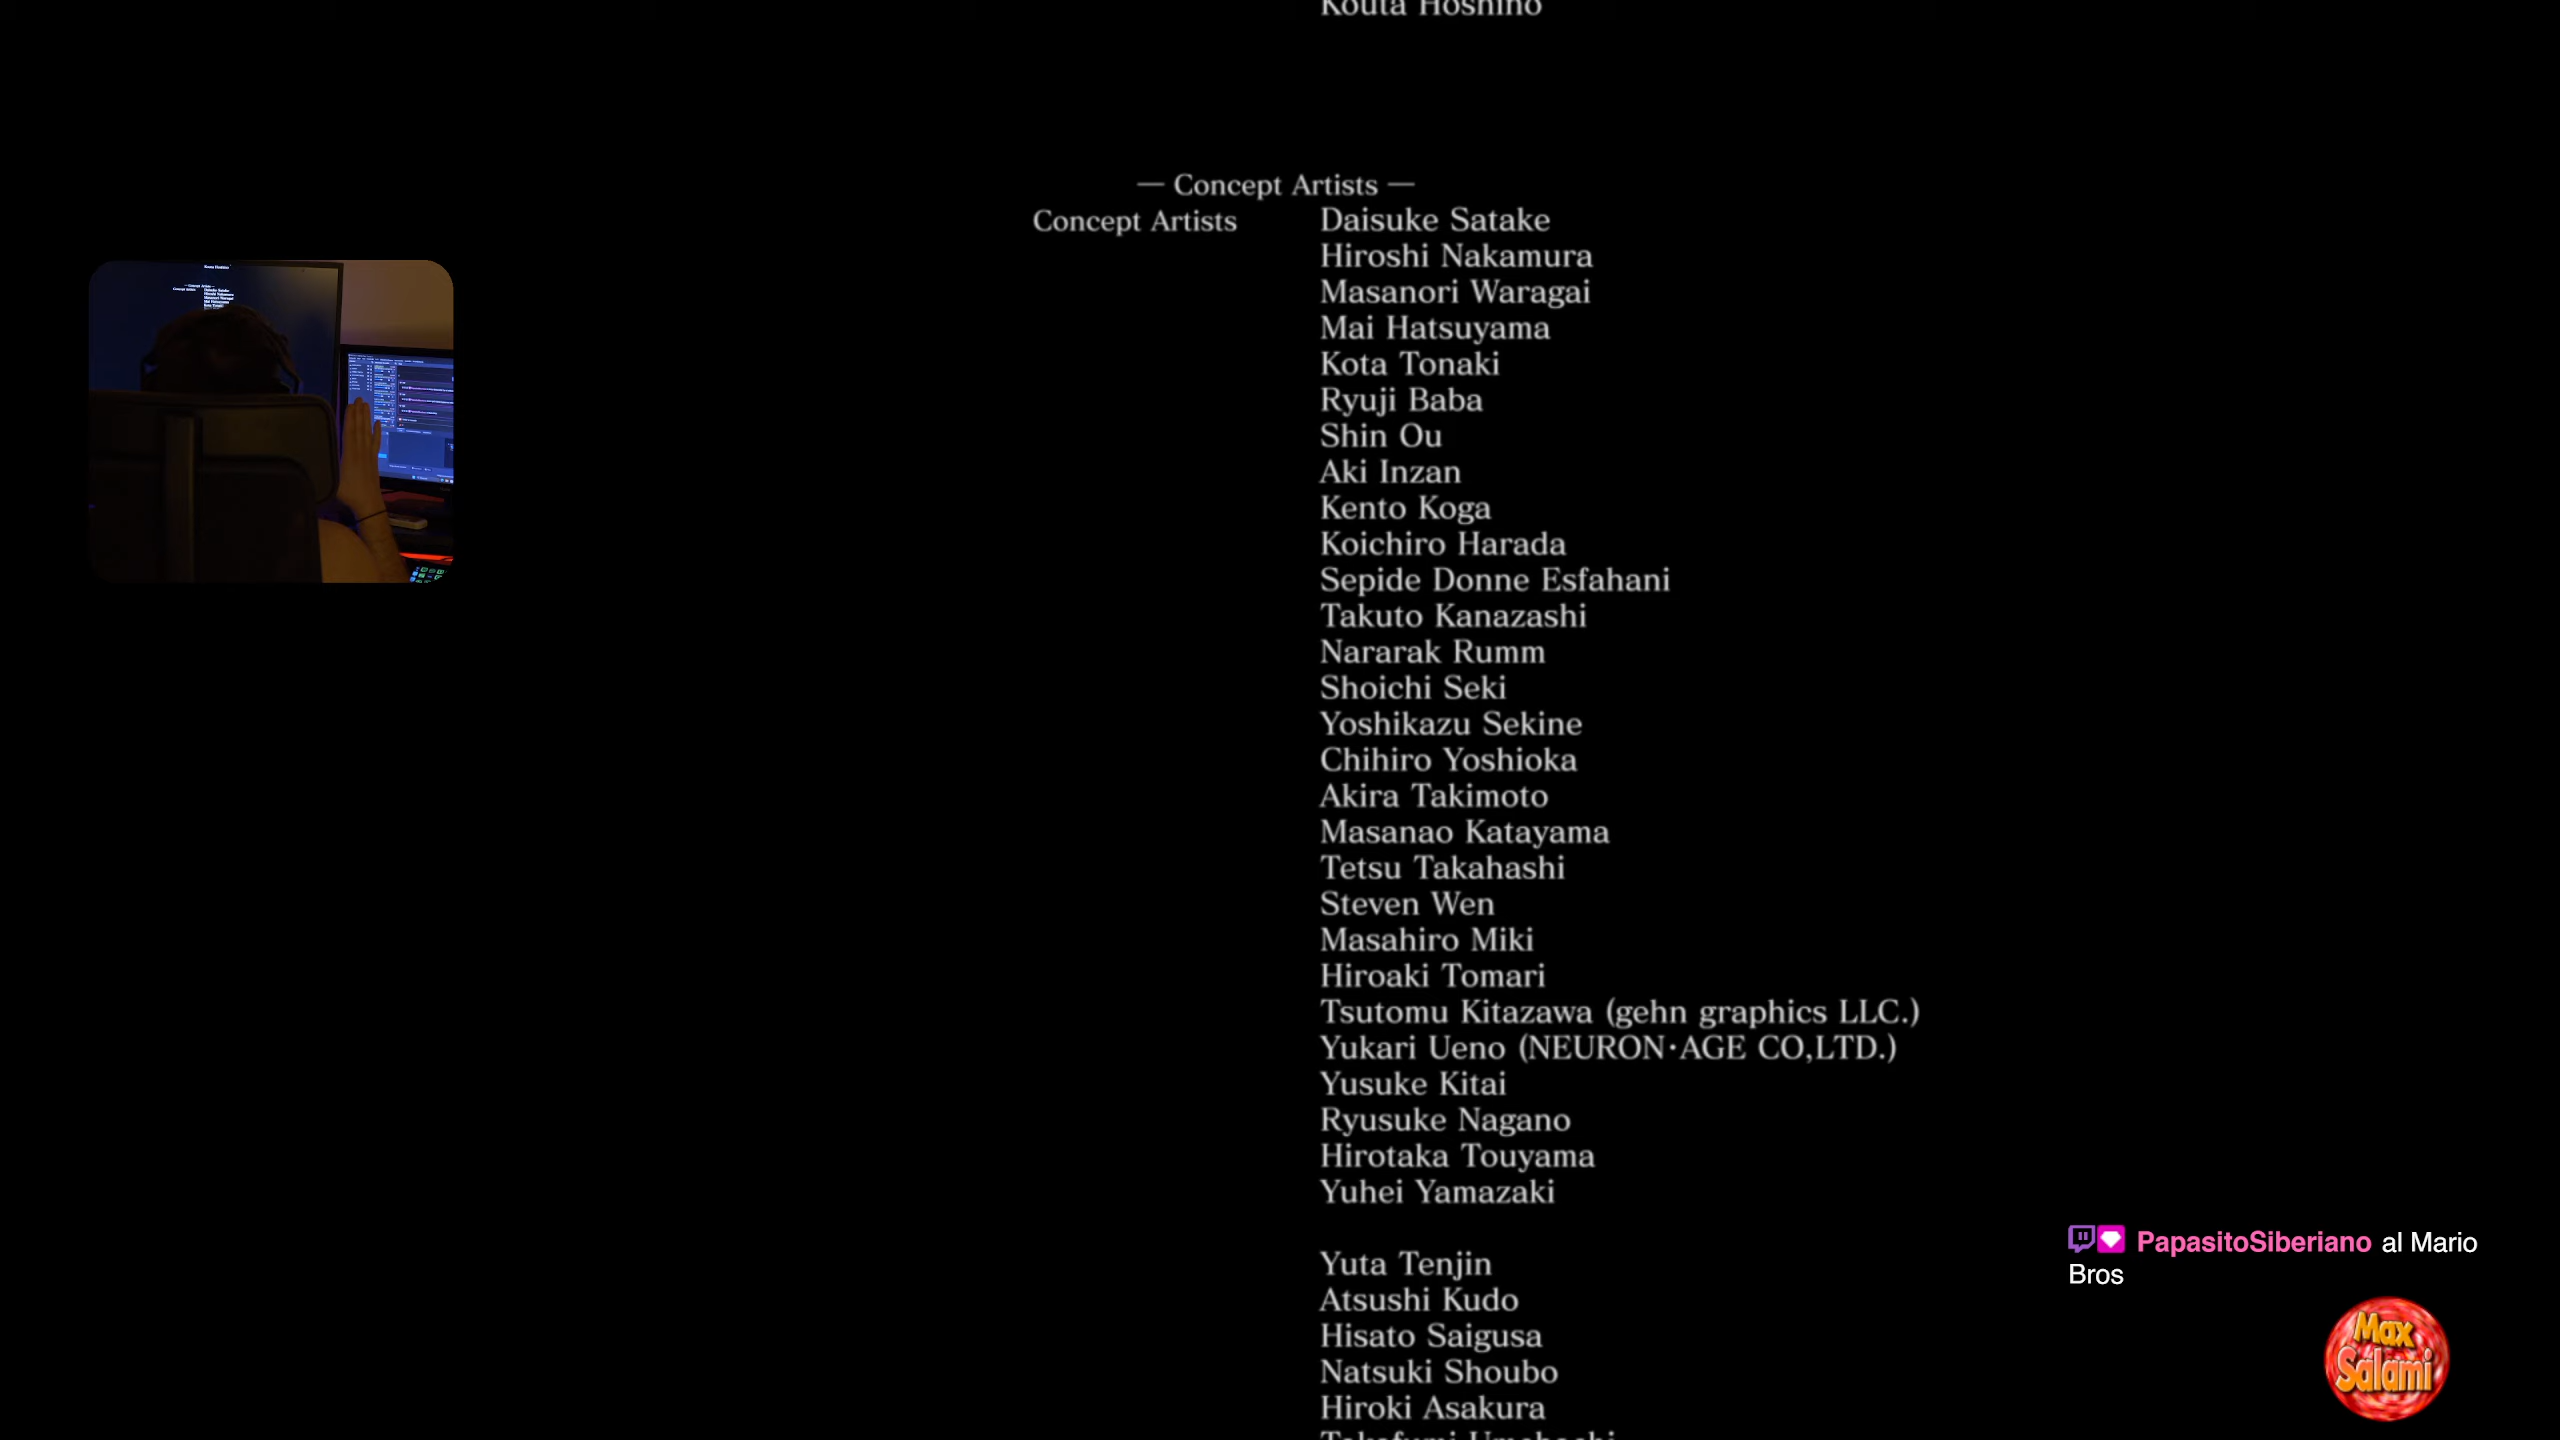 Kouta Hoshino
— Concept Artists —
Concept Artists
Daisuke Satake
Hiroshi Nakamura
Masanori Waragai
Mai Hatsuyama
Kota Tonaki
Ryuji Baba
Shin Ou
Aki Inzan
Kento Koga
Koichiro Harada
Sepide Donne Esfahani
Takuto Kanazashi
Nararak Rumm
Shoichi Seki
Yoshikazu Sekine
Chihiro Yoshioka
Akira Takimoto
Masanao Katayama
Tetsu Takahashi
Steven Wen
Masahiro Miki
Hiroaki Tomari
Tsutomu Kitazawa (gehn graphics LLC.)
Yukari Ueno (NEURON・AGE CO,LTD.)
Yusuke Kitai
Ryusuke Nagano
Hirotaka Touyama
Yuhei Yamazaki
Yuta Tenjin
Atsushi Kudo
Hisato Saigusa
Natsuki Shoubo
Hiroki Asakura
PapasitoSiberiano al Mario
Bros
Max
Salami